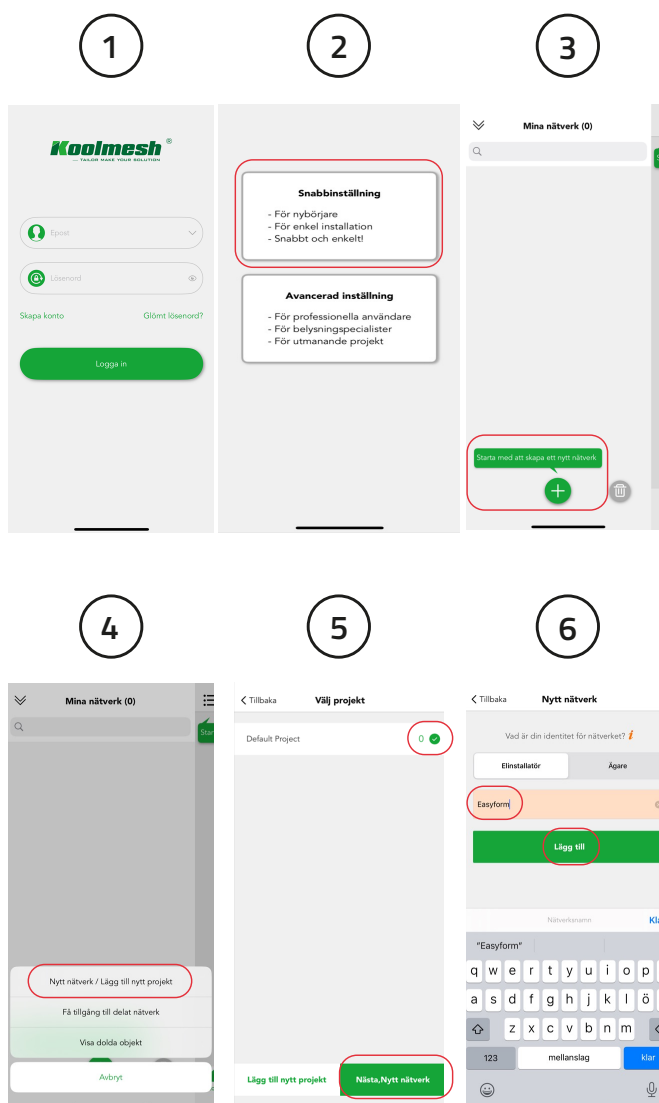 1
2
3
Koolmesh®
— TAILOR MAKE YOUR SOLUTION
Epost
Lösenord
Skapa konto Glömt lösenord?
Logga in
Snabbinställning
- För nybörjare
- För enkel installation
- Snabbt och enkelt!
Avancerad inställning
- För professionella användare
- För belysningspecialister
- För utmanande projekt
Mina nätverk (0)
Starta med att skapa ett nytt nätverk
4
5
6
Mina nätverk (0)
Star
Nytt nätverk / Lägg till nytt projekt
Få tillgång till delat nätverk
Visa dolda objekt
Avbryt
Tillbaka Välj projekt
Default Project 0
Lägg till nytt projekt Nästa,Nytt nätverk
Tillbaka Nytt nätverk
Vad är din identitet för nätverket? i
Elinstallatör Ägare
Easyform
Lägg till
Nätverksnamn Kla
"Easyform"
q w e r t y u i o p
a s d f g h j k l ö
z x c v b n m
123 mellanslag klar